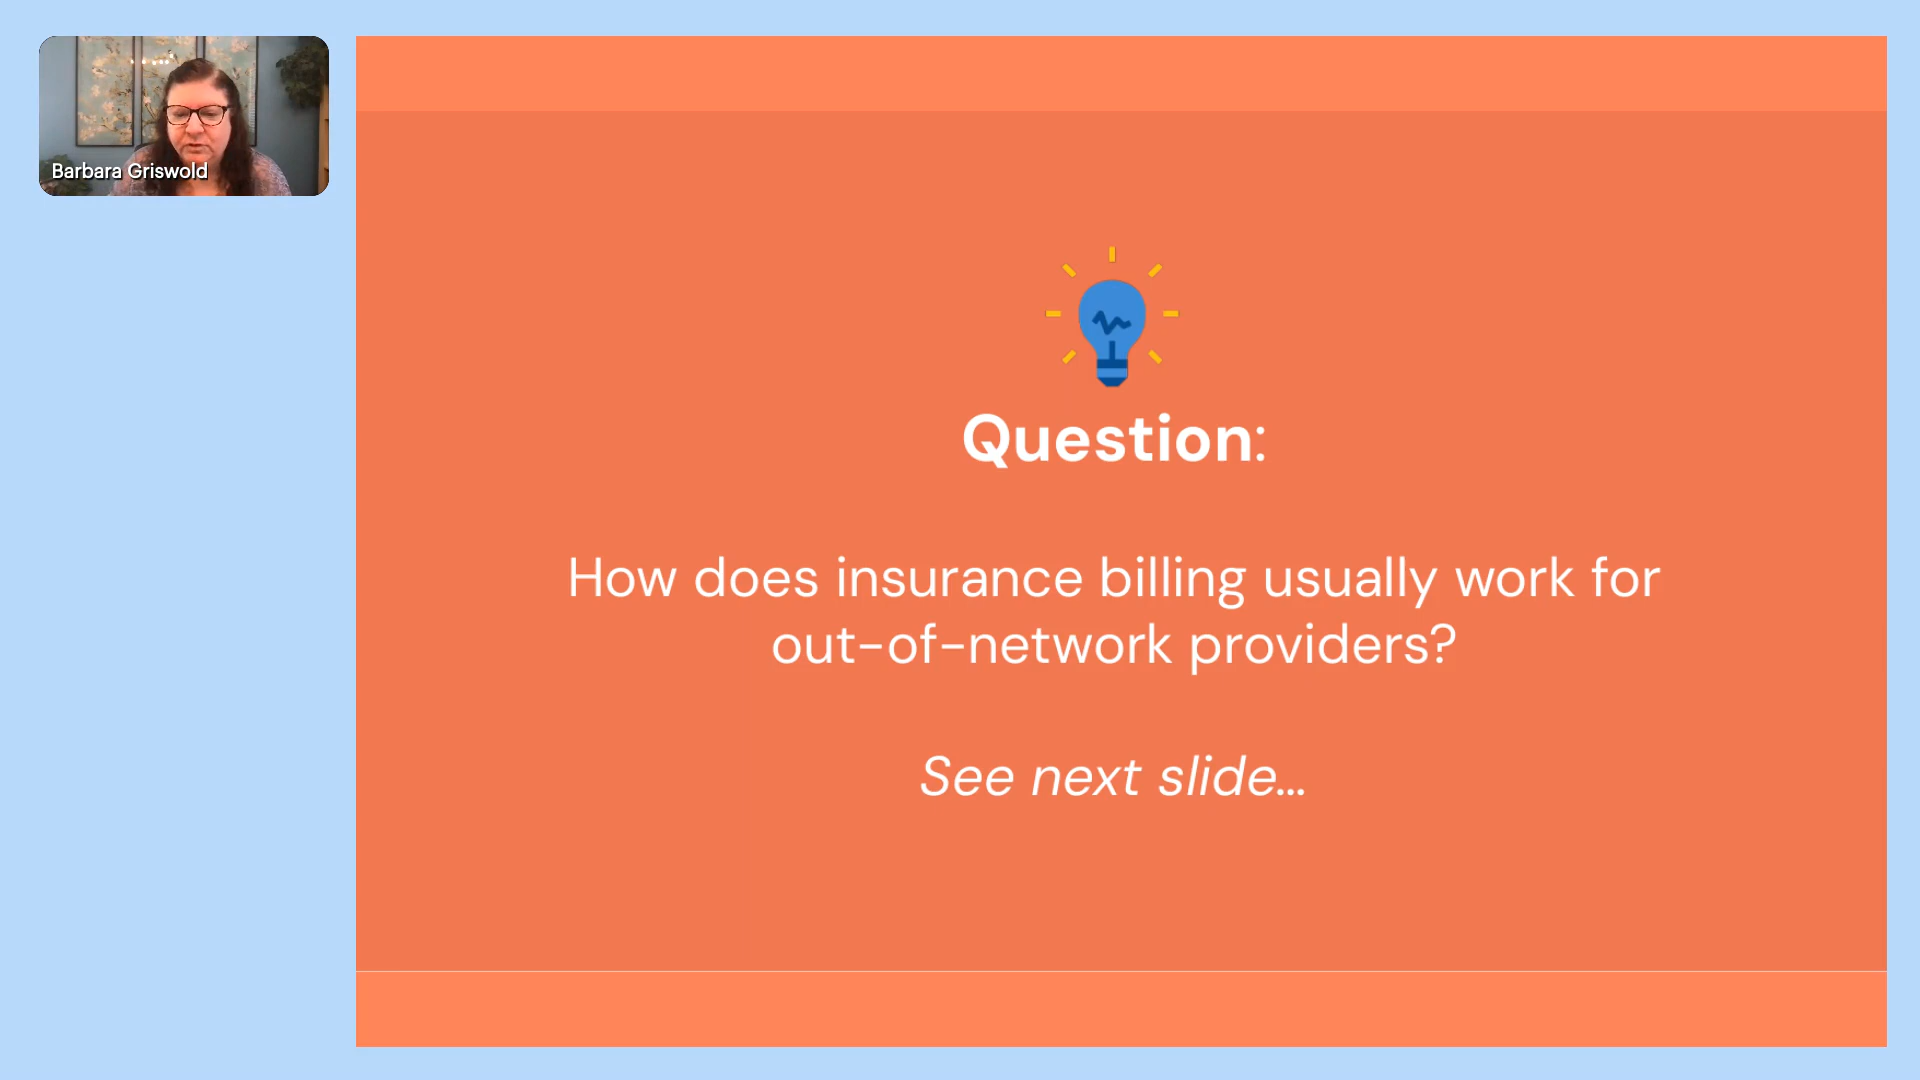 Barbara Griswold
Question:
How does insurance billing usually work for
out-of-network providers?
See next slide...